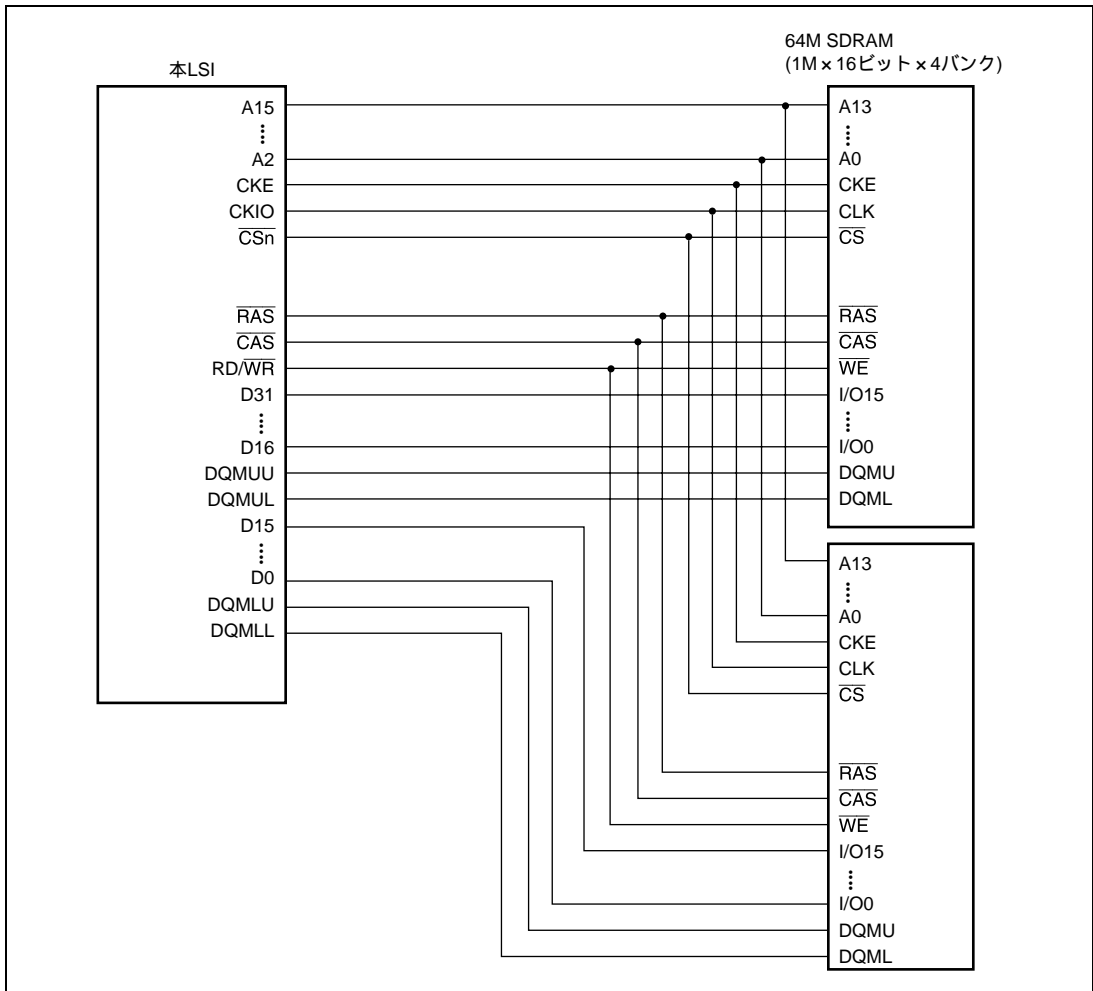 本LSI
A15
A2
CKE
CKIO
CSn
RAS
CAS
RD/WR
D31
D16
DQMUU
DQMUL
D15
D0
DQMLU
DQMLL
64M SDRAM
(1M×16ビット×4バンク)
A13
A0
CKE
CLK
CS
RAS
CAS
WE
I/O15
I/O0
DQMU
DQML
A13
A0
CKE
CLK
CS
RAS
CAS
WE
I/O15
I/O0
DQMU
DQML